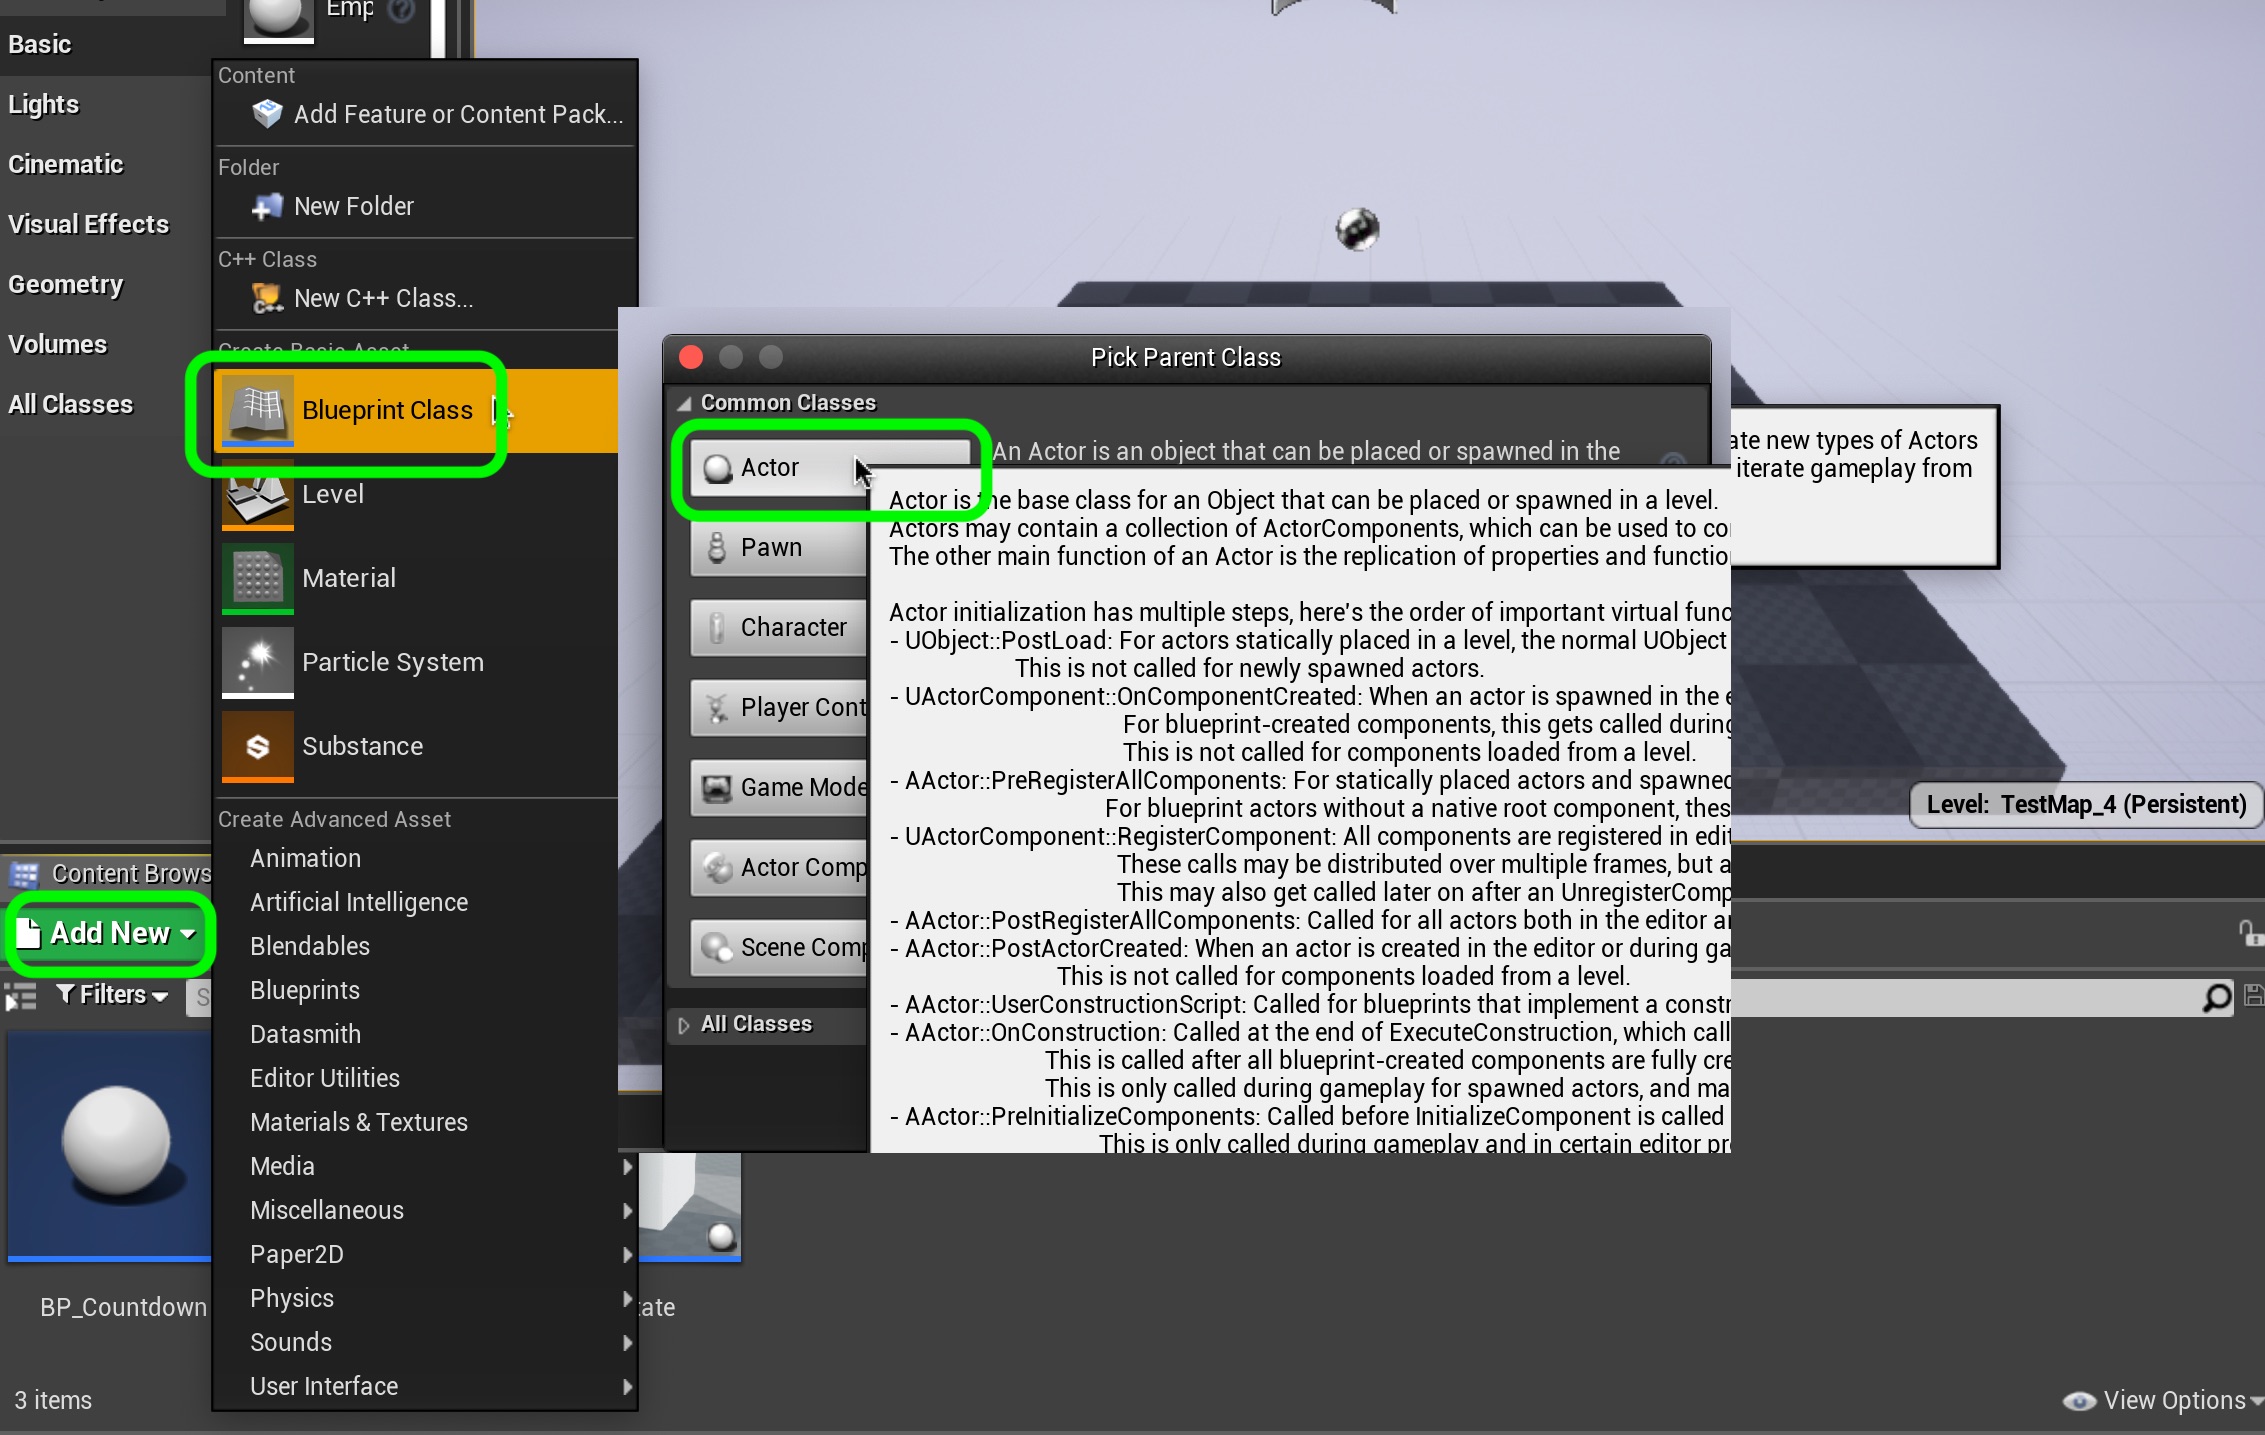 Emp
Basic
Lights
Cinematic
Visual Effects
Geometry
Volumes
All Classes
Content
Add Feature or Content Pack...
Folder
New Folder
C++ Class
New C++ Class...
Create Basic Asset
Blueprint Class
Level
Material
Particle System
Substance
Create Advanced Asset
Animation
Artificial Intelligence
Blendables
Blueprints
Datasmith
Editor Utilities
Materials & Textures
Media
Miscellaneous
Paper2D
Physics
Sounds
User Interface
Content Brows
Add New
Filters
S
BP_Countdown
tate
3 items
Pick Parent Class
Common Classes
Actor
An Actor is an object that can be placed or spawned in the
Pawn
Character
Player Cont
Game Mode
Actor Comp
Scene Comp
All Classes
Actor is the base class for an Object that can be placed or spawned in a level.
Actors may contain a collection of ActorComponents, which can be used to co
The other main function of an Actor is the replication of properties and functio
Actor initialization has multiple steps, here's the order of important virtual func
- UObject::PostLoad: For actors statically placed in a level, the normal UObject
This is not called for newly spawned actors.
- UActorComponent::OnComponentCreated: When an actor is spawned in the e
For blueprint-created components, this gets called during
This is not called for components loaded from a level.
- AActor::PreRegisterAllComponents: For statically placed actors and spawned
For blueprint actors without a native root component, thes
- UActorComponent::RegisterComponent: All components are registered in edit
These calls may be distributed over multiple frames, but a
This may also get called later on after an UnregisterComp
- AActor::PostRegisterAllComponents: Called for all actors both in the editor a
- AActor::PostActorCreated: When an actor is created in the editor or during ga
This is not called for components loaded from a level.
- AActor::UserConstructionScript: Called for blueprints that implement a constr
- AActor::OnConstruction: Called at the end of ExecuteConstruction, which call
This is called after all blueprint-created components are fully cre
This is only called during gameplay for spawned actors, and ma
- AActor::PreInitializeComponents: Called before InitializeComponent is called
This is only called during gameplay and in certain editor pr
ate new types of Actors
iterate gameplay from
Level: TestMap_4 (Persistent)
View Options